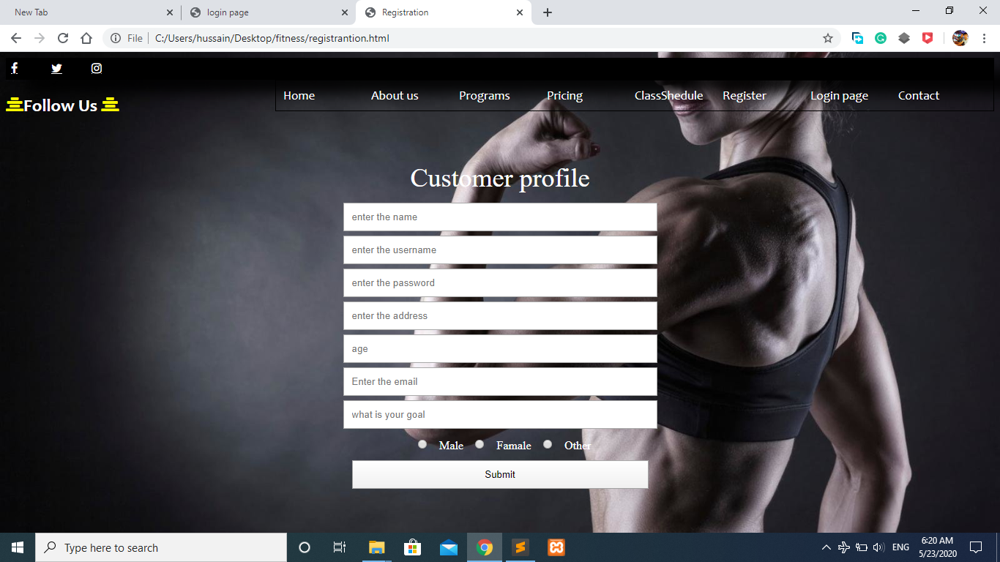 New Tab
login page
Registration
File
C:/Users/hussain/Desktop/fitness/registrantion.html
Follow Us
Home About us Programs Pricing ClassShedule Register Login page Contact
Customer profile
enter the name
enter the username
enter the password
enter the address
age
Enter the email
what is your goal
Male Famale Other
Submit
Type here to search
ENG
6:20 AM
5/23/2020